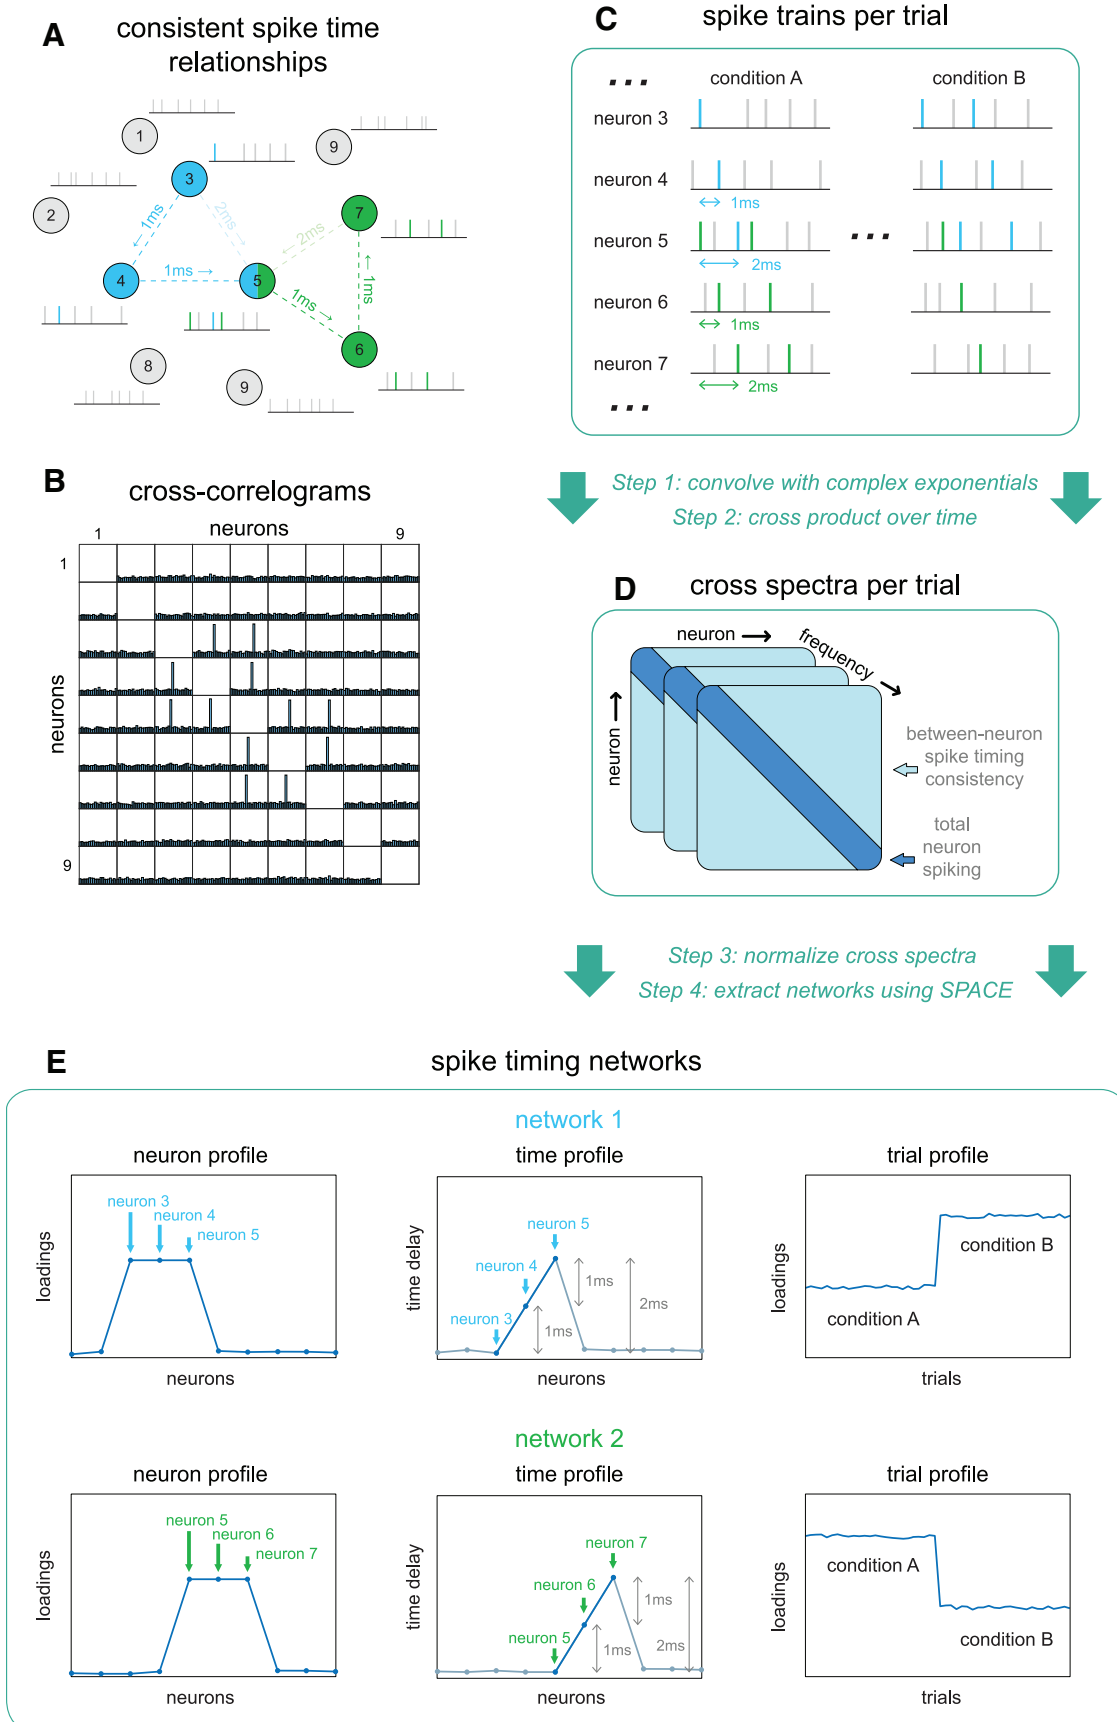 A
consistent spike time
relationships
1
9
3
2
7
← 1ms
2ms →
← 2ms
4
1ms →
5
1ms →
← 1ms
6
8
9
B
cross-correlograms
neurons
1
9
1
neurons
9
C
spike trains per trial
...
condition A
condition B
neuron 3
neuron 4
1ms
neuron 5
...
2ms
neuron 6
1ms
neuron 7
2ms
...
Step 1: convolve with complex exponentials
Step 2: cross product over time
D
cross spectra per trial
neuron →
frequency →
neuron →
between-neuron
spike timing
consistency
total
neuron
spiking
Step 3: normalize cross spectra
Step 4: extract networks using SPACE
E
spike timing networks
network 1
neuron profile
loadings
neuron 3
neuron 4
neuron 5
neurons
time profile
time delay
neuron 5
neuron 4
neuron 3
1ms
1ms
2ms
neurons
trial profile
loadings
condition B
condition A
trials
network 2
neuron profile
loadings
neuron 5
neuron 6
neuron 7
neurons
time profile
time delay
neuron 7
neuron 6
neuron 5
1ms
1ms
2ms
neurons
trial profile
loadings
condition A
condition B
trials